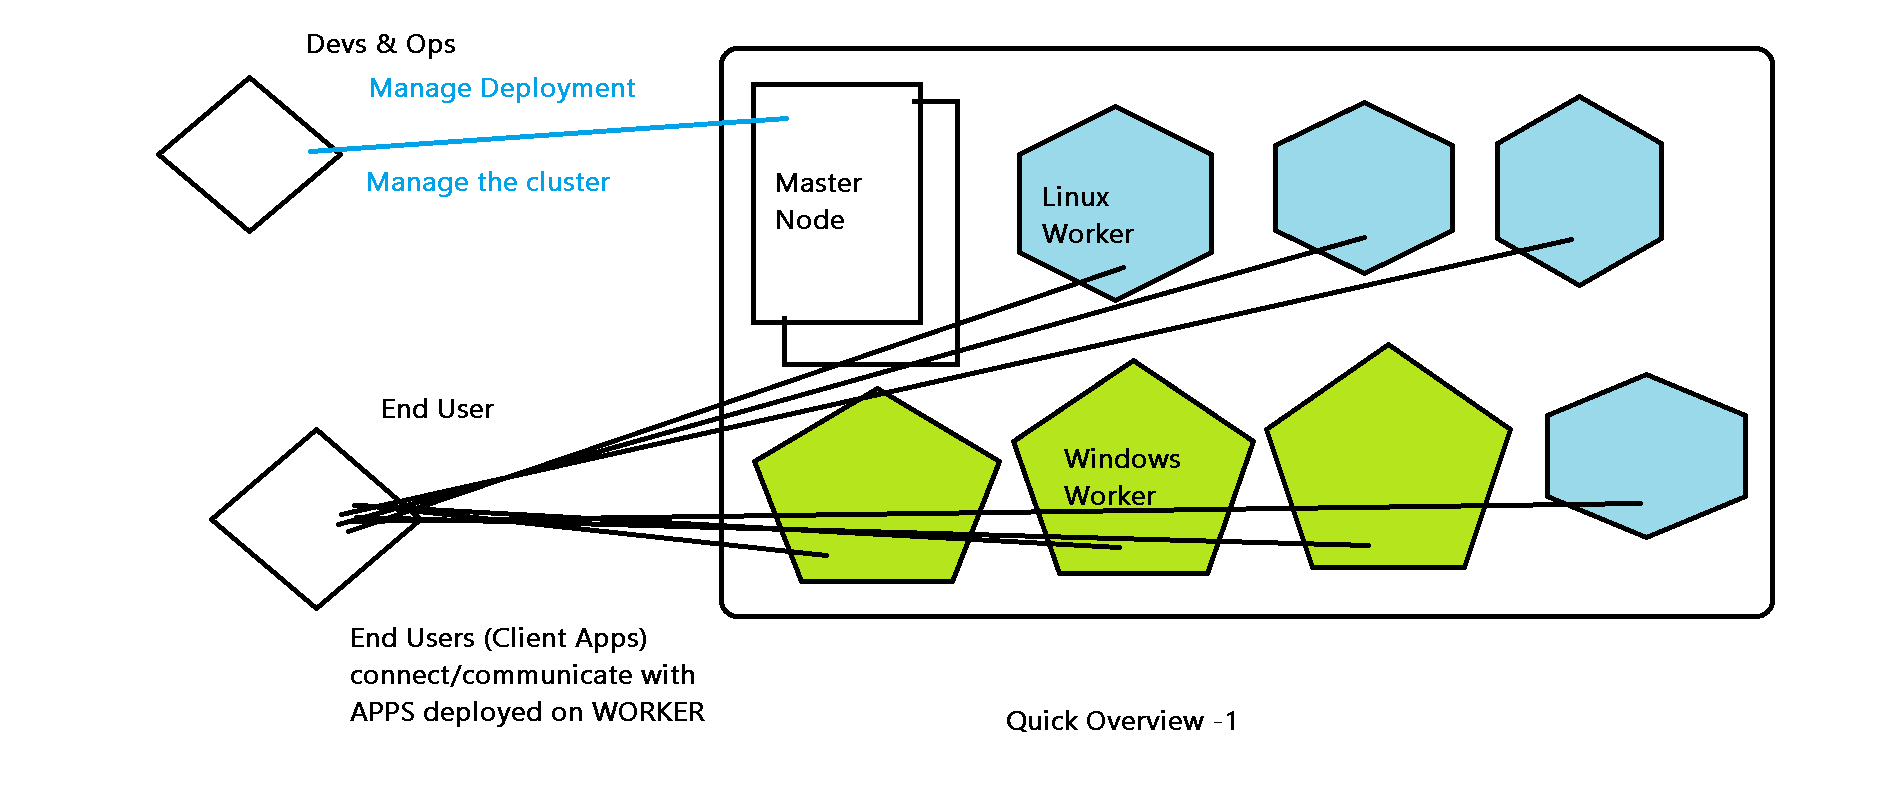 Devs & Ops
Manage Deployment
Manage the cluster
Master
Node
Linux
Worker
End User
Windows
Worker
End Users (Client Apps)
connect/communicate with
APPS deployed on WORKER
Quick Overview -1